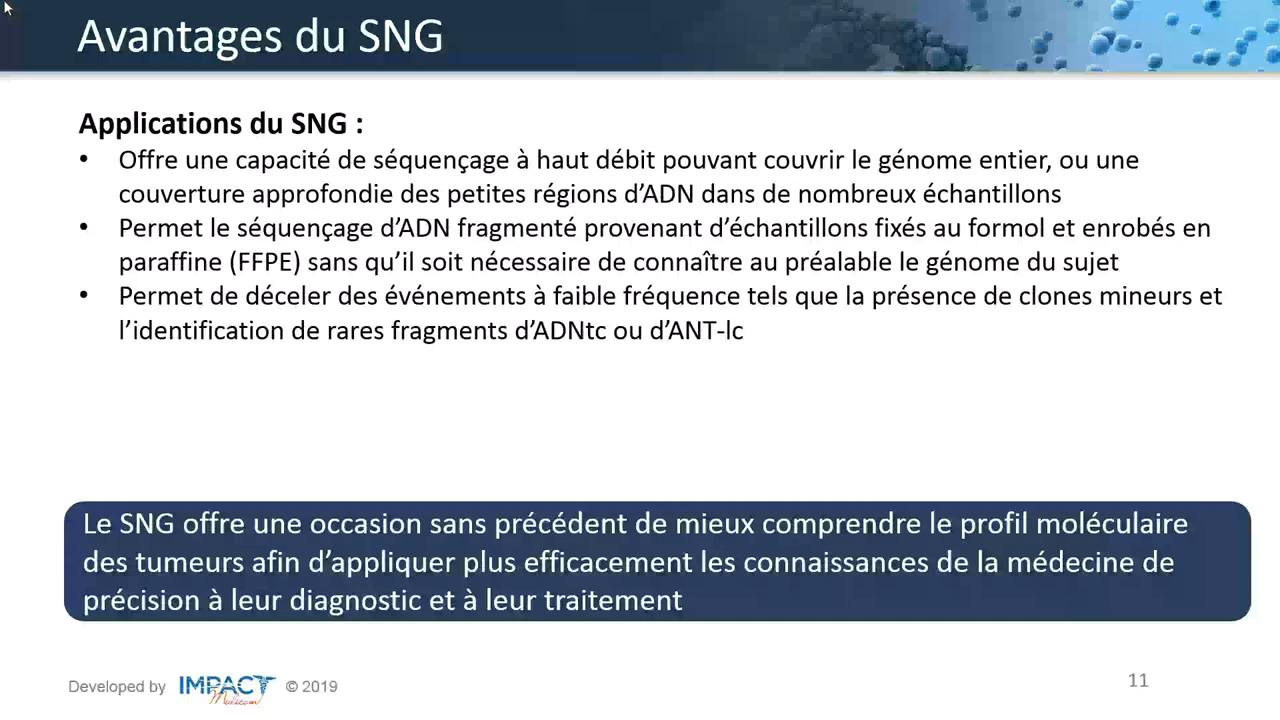 Avantages du SNG
Applications du SNG :
• Offre une capacité de séquençage à haut débit pouvant couvrir le génome entier, ou une
couverture approfondie des petites régions d’ADN dans de nombreux échantillons
• Permet le séquençage d’ADN fragmenté provenant d’échantillons fixés au formol et enrobés en
paraffine (FFPE) sans qu’il soit nécessaire de connaître au préalable le génome du sujet
• Permet de déceler des événements à faible fréquence tels que la présence de clones mineurs et
l’identification de rares fragments d’ADNtc ou d’ANT-lc
Le SNG offre une occasion sans précédent de mieux comprendre le profil moléculaire
des tumeurs afin d’appliquer plus efficacement les connaissances de la médecine de
précision à leur diagnostic et à leur traitement
Developed by IMPACT Medicom © 2019
11